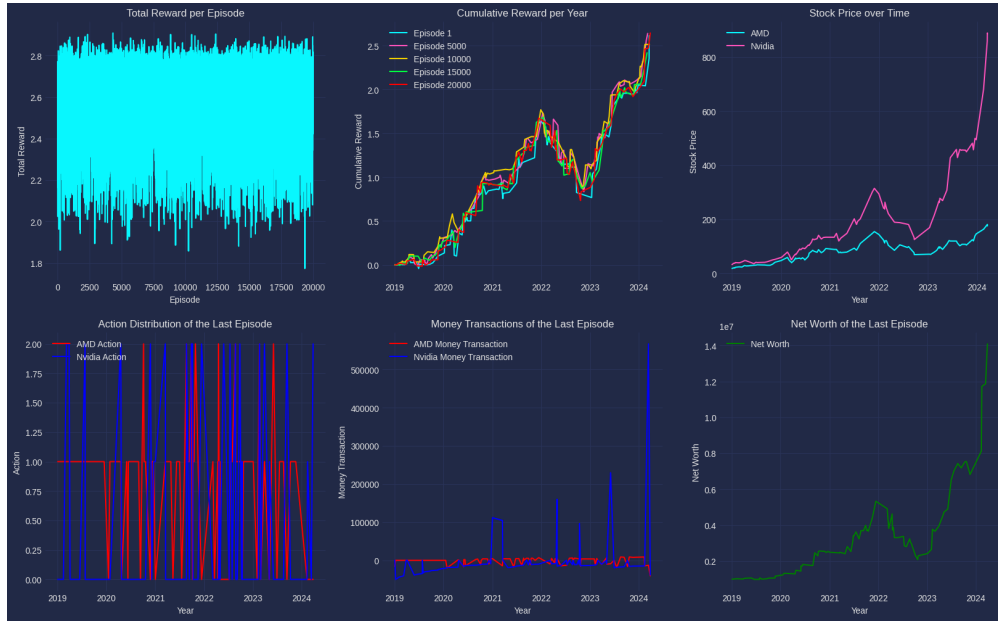 Total Reward per Episode
2.8
2.6
2.4
2.2
2.0
1.8
Total Reward
0 2500 5000 7500 10000 12500 15000 17500 20000
Episode
Cumulative Reward per Year
Episode 1
Episode 5000
Episode 10000
Episode 15000
Episode 20000
2.5
2.0
1.5
1.0
0.5
0.0
Cumulative Reward
2019 2020 2021 2022 2023 2024
Year
Stock Price over Time
AMD
Nvidia
800
600
400
200
0
Stock Price
2019 2020 2021 2022 2023 2024
Year
Action Distribution of the Last Episode
AMD Action
Nvidia Action
2.00
1.75
1.50
1.25
1.00
0.75
0.50
0.25
0.00
Action
2019 2020 2021 2022 2023 2024
Year
Money Transactions of the Last Episode
AMD Money Transaction
Nvidia Money Transaction
500000
400000
300000
200000
100000
0
Money Transaction
2019 2020 2021 2022 2023 2024
Year
Net Worth of the Last Episode
1e7
Net Worth
1.4
1.2
1.0
0.8
0.6
0.4
0.2
Net Worth
2019 2020 2021 2022 2023 2024
Year